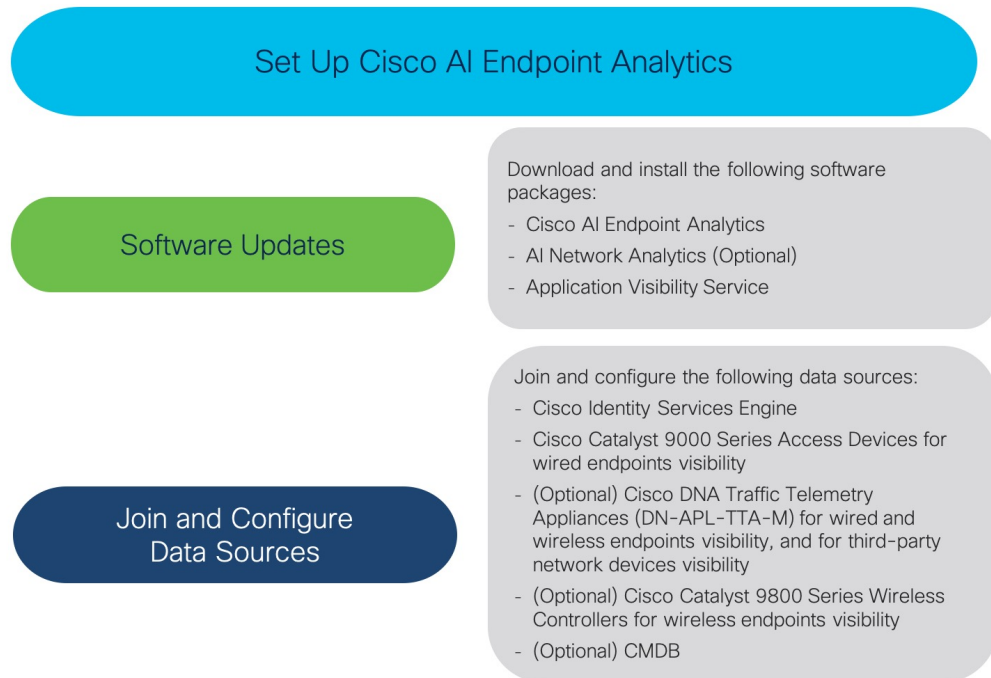 Set Up Cisco AI Endpoint Analytics
Software Updates
Download and install the following software
packages:
- Cisco AI Endpoint Analytics
- AI Network Analytics (Optional)
- Application Visibility Service
Join and Configure
Data Sources
Join and configure the following data sources:
- Cisco Identity Services Engine
- Cisco Catalyst 9000 Series Access Devices for
wired endpoints visibility
- (Optional) Cisco DNA Traffic Telemetry
Appliances (DN-APL-TTA-M) for wired and
wireless endpoints visibility, and for third-party
network devices visibility
- (Optional) Cisco Catalyst 9800 Series Wireless
Controllers for wireless endpoints visibility
- (Optional) CMDB